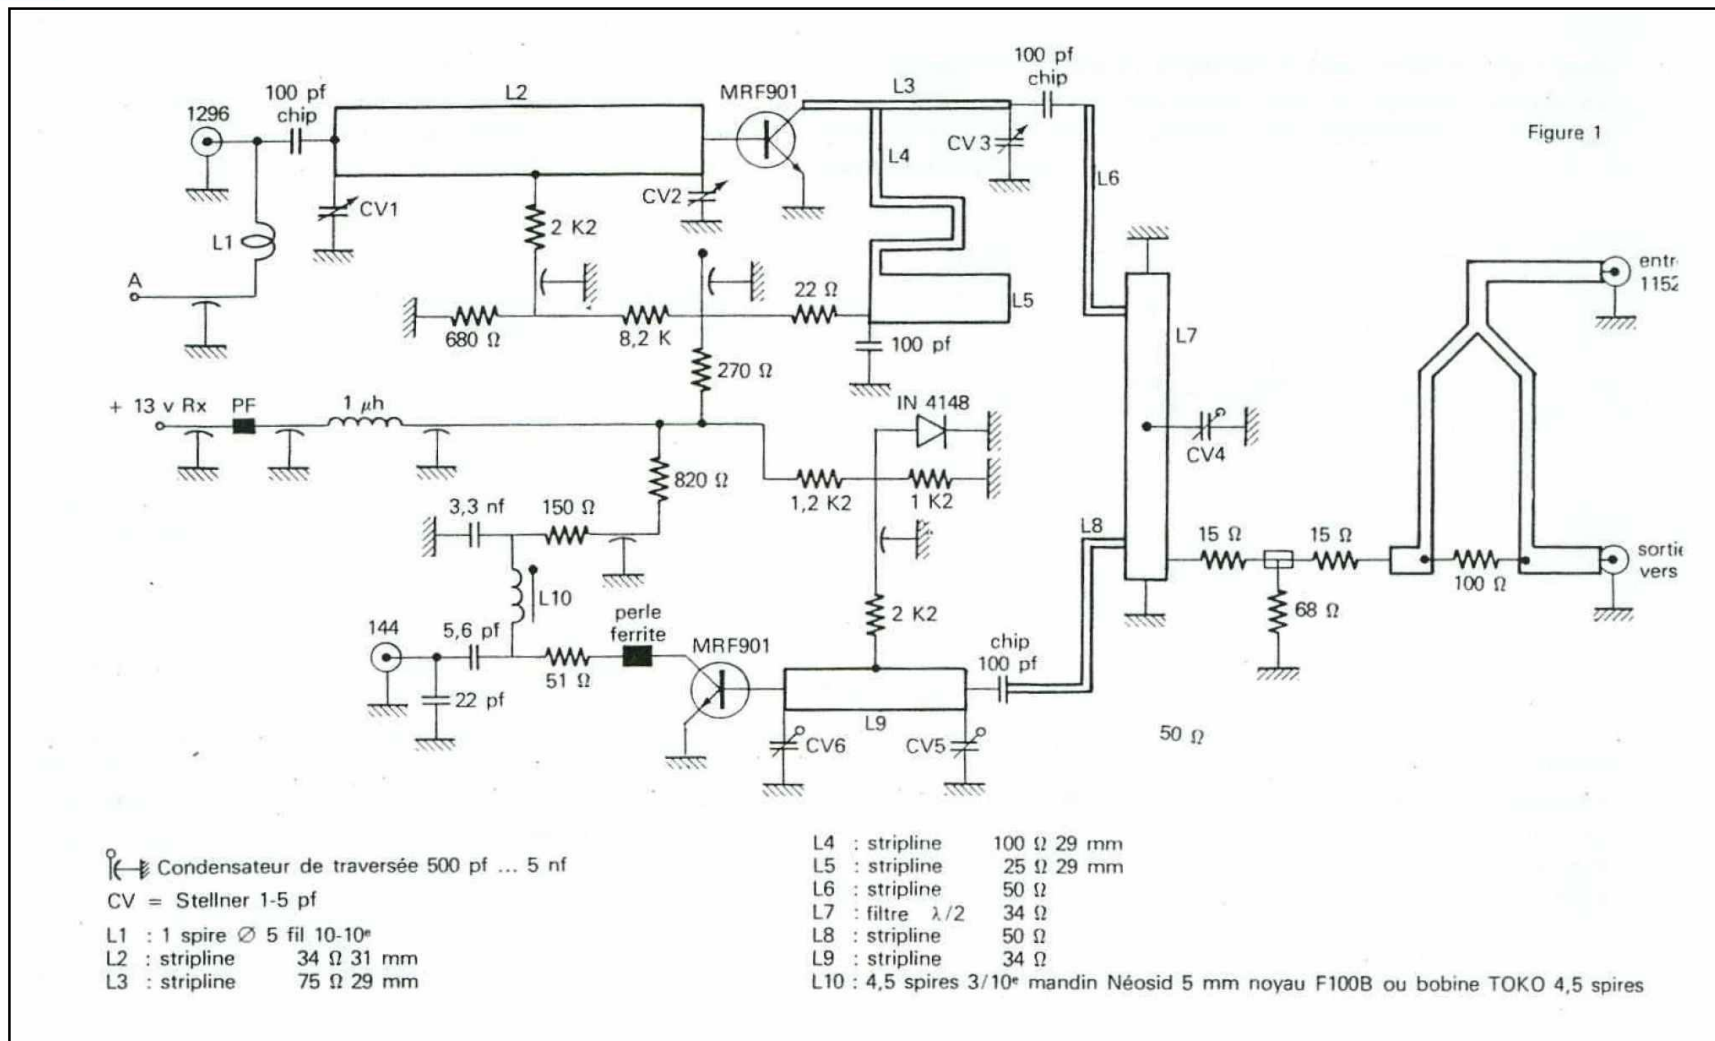 Figure 1
100 pf
chip
1296
L2
MRF901
L3
100 pf
chip
CV1
CV2
CV3
L4
L6
L1
2 K2
A
680 Ω
8,2 K
22 Ω
L5
100 pf
270 Ω
L7
entr
1152
+ 13 v Rx
PF
1 µh
IN 4148
820 Ω
1,2 K2
1 K2
CV4
3,3 nf
150 Ω
L8
15 Ω
15 Ω
100 Ω
sortie
vers
68 Ω
L10
2 K2
144
5,6 pf
perle
ferrite
MRF901
chip
100 pf
51 Ω
22 pf
L9
CV6
CV5
50 Ω
Condensateur de traversée 500 pf ... 5 nf
CV = Stellner 1-5 pf
L1 : 1 spire Ø 5 fil 10-10e
L2 : stripline 34 Ω 31 mm
L3 : stripline 75 Ω 29 mm
L4 : stripline 100 Ω 29 mm
L5 : stripline 25 Ω 29 mm
L6 : stripline 50 Ω
L7 : filtre λ/2 34 Ω
L8 : stripline 50 Ω
L9 : stripline 34 Ω
L10 : 4,5 spires 3/10e mandin Néosid 5 mm noyau F100B ou bobine TOKO 4,5 spires